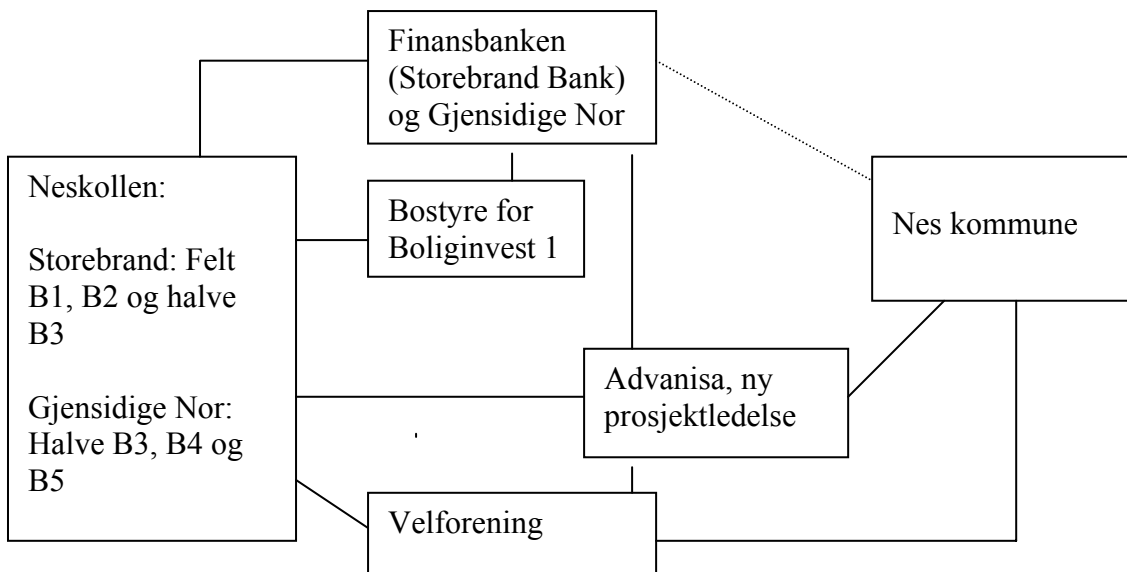 Finansbanken
(Storebrand Bank)
og Gjensidige Nor
Neskollen:
Storebrand: Felt
B1, B2 og halve
B3
Gjensidige Nor:
Halve B3, B4 og
B5
Bostyre for
Boliginvest 1
Nes kommune
Advanisa, ny
prosjektledelse
Velforening